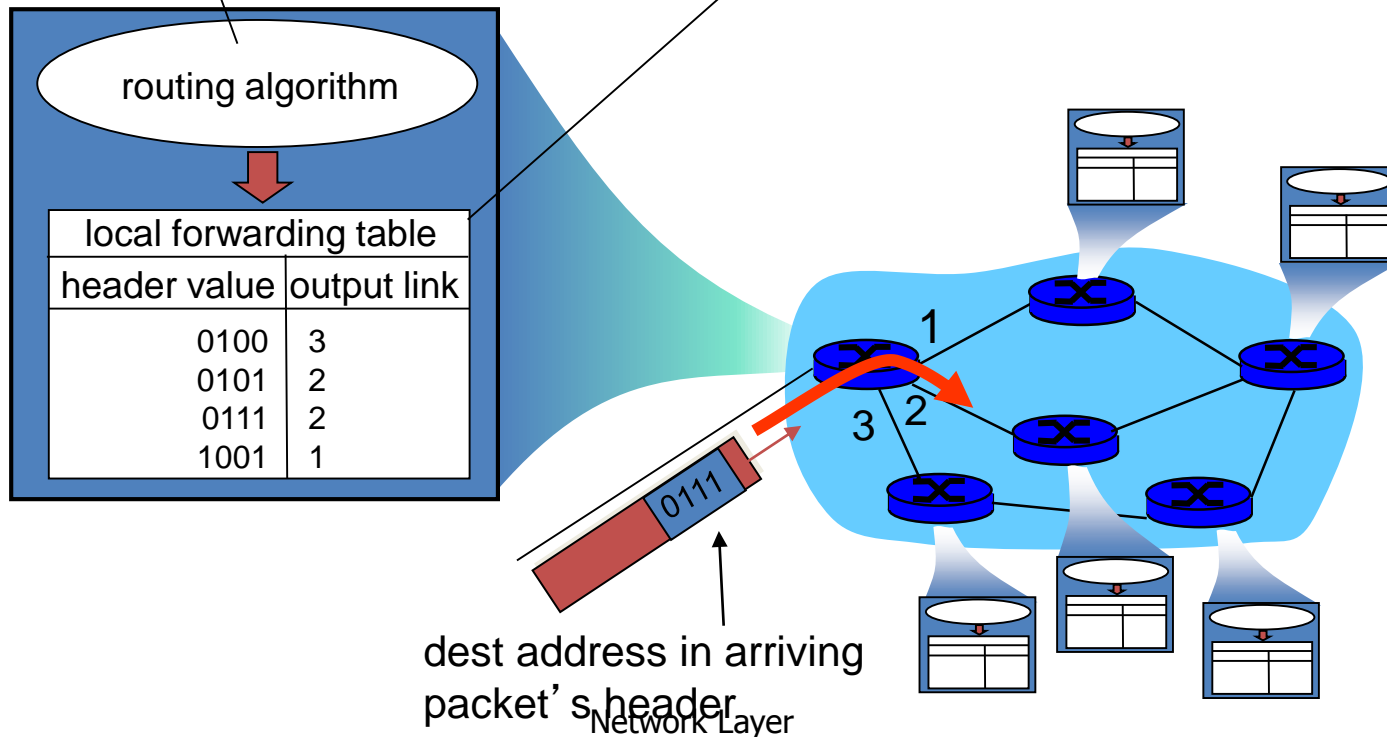 routing algorithm
local forwarding table
header value output link
0100 3
0101 2
0111 2
1001 1
1
2
3
0111
dest address in arriving
packet’s header
Network Layer